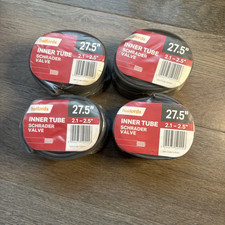 27.5"
INNER TUBE
SCHRADER
VALVE
2.1 – 2.5"
27.5"
INNER TUBE
SCHRADER
VALVE
2.1 – 2.5"
27.5"
INNER TUBE
SCHRADER
VALVE
2.1 – 2.5"
27.5"
INNER TUBE
SCHRADER
VALVE
2.1 – 2.5"